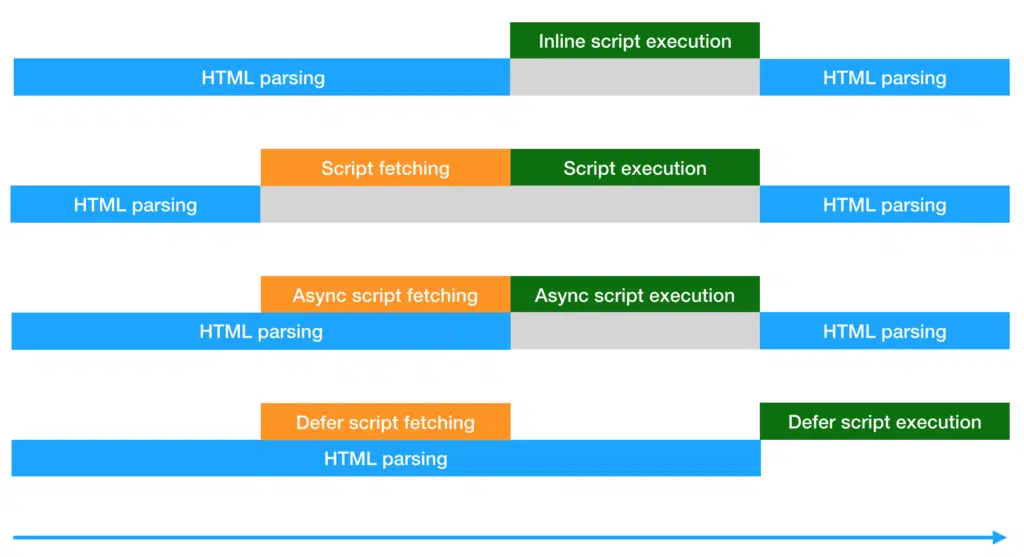 Inline script execution
HTML parsing
HTML parsing
Script fetching
Script execution
HTML parsing
HTML parsing
Async script fetching
Async script execution
HTML parsing
HTML parsing
Defer script fetching
Defer script execution
HTML parsing